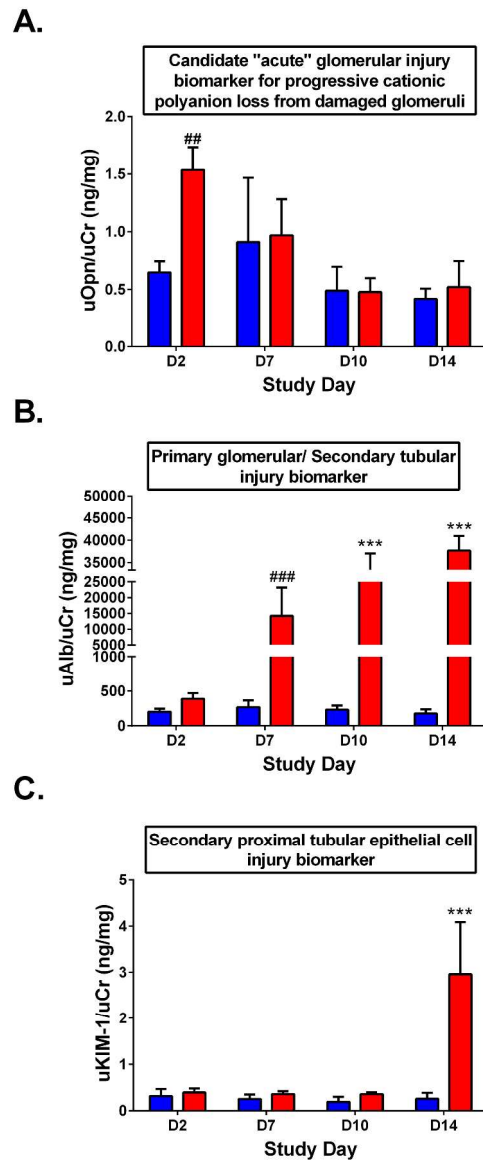 A.
Candidate "acute" glomerular injury
biomarker for progressive cationic
polyanion loss from damaged glomeruli
uOpn/uCr (ng/mg)
2.0
1.5
1.0
0.5
0.0
##
D2
D7
D10
D14
Study Day
B.
Primary glomerular/ Secondary tubular
injury biomarker
uAlb/uCr (ng/mg)
50000
45000
40000
35000
30000
25000
20000
15000
10000
5000
1000
500
0
###
***
***
D2
D7
D10
D14
Study Day
C.
Secondary proximal tubular epithelial cell
injury biomarker
uKIM-1/uCr (ng/mg)
5
4
3
2
1
0
***
D2
D7
D10
D14
Study Day